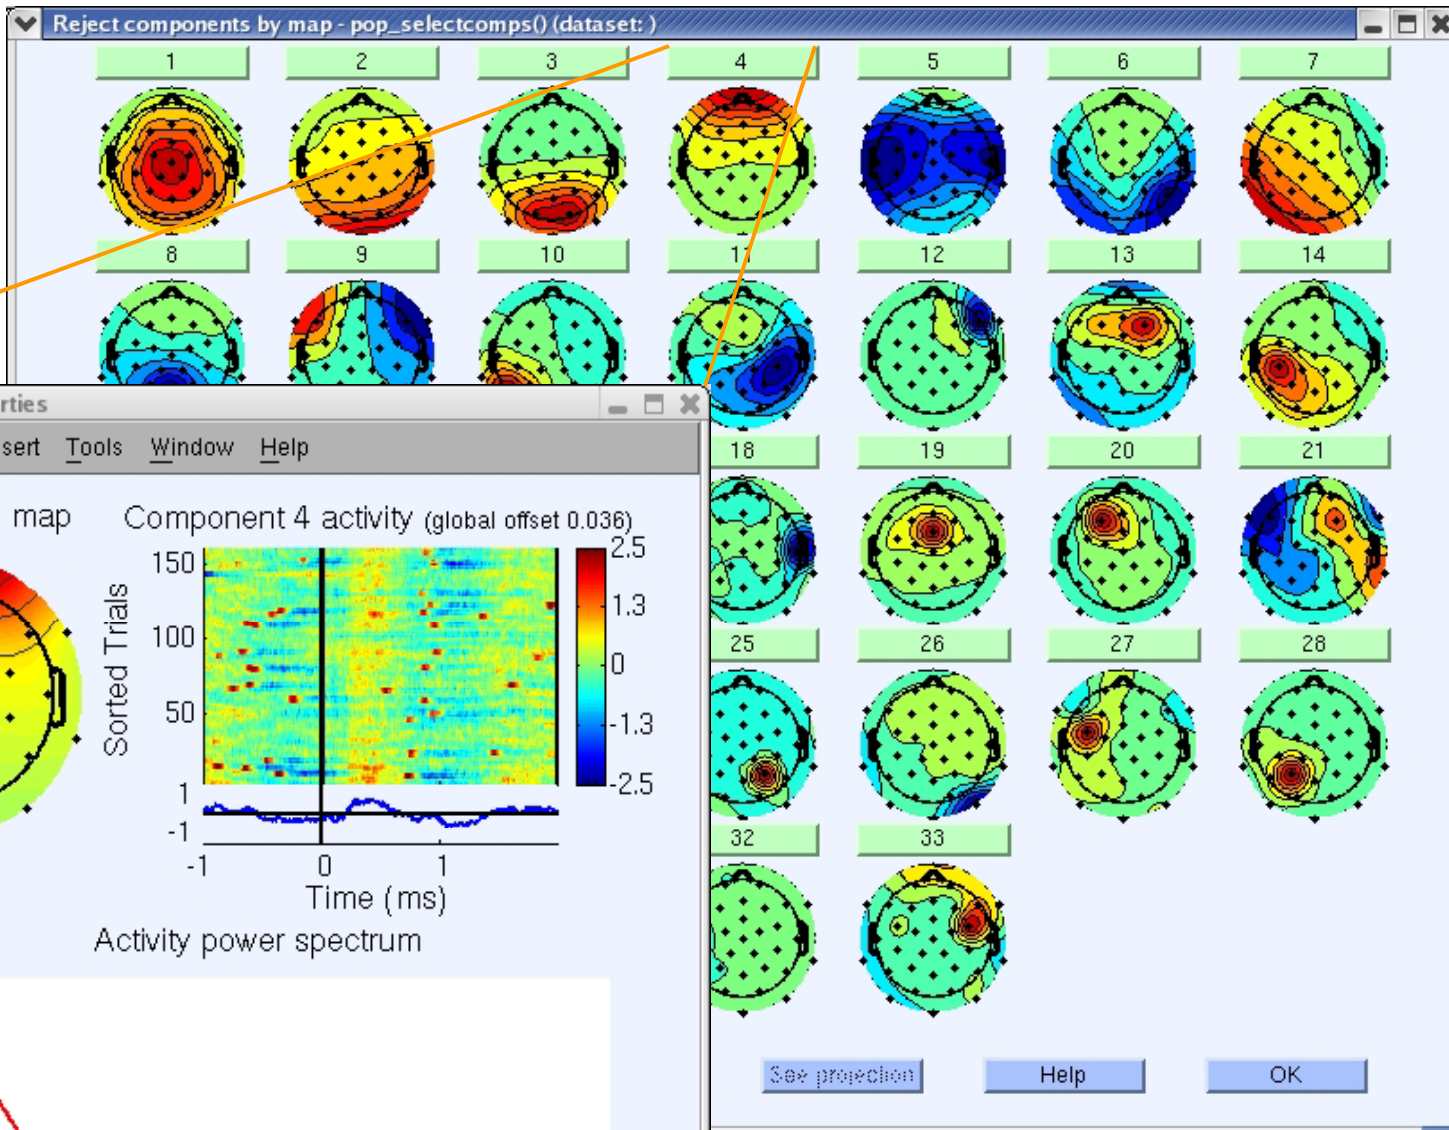 Reject components by map - pop_selectcomps() (dataset: )
1 2 3 4 5 6 7
8 9 10 11 12 13 14
18 19 20 21
25 26 27 28
32 33
rties
sert Tools Window Help
map
Component 4 activity (global offset 0.036)
Sorted Trials
150
100
50
1
-1
2.5
1.3
0
-1.3
-2.5
-1 0 1
Time (ms)
Activity power spectrum
See projection Help OK